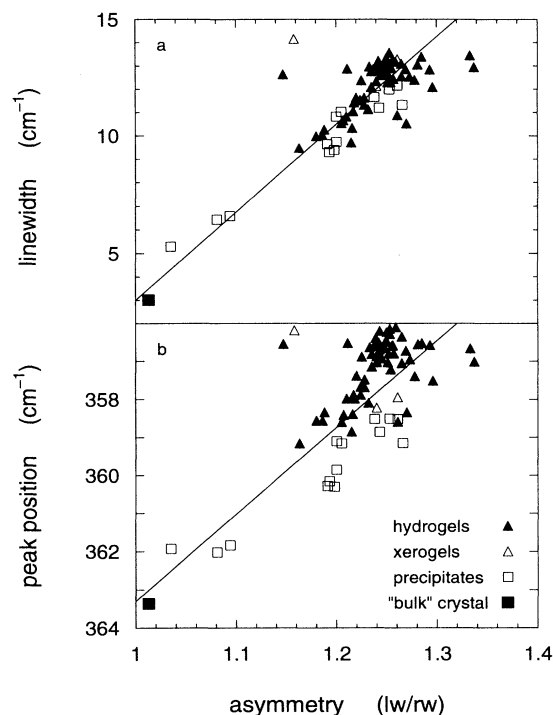 15
a
10
5
linewidth (cm⁻¹)
b
358
360
362
364
peak position (cm⁻¹)
hydrogels
xerogels
precipitates
"bulk" crystal
1 1.1 1.2 1.3 1.4
asymmetry (lw/rw)